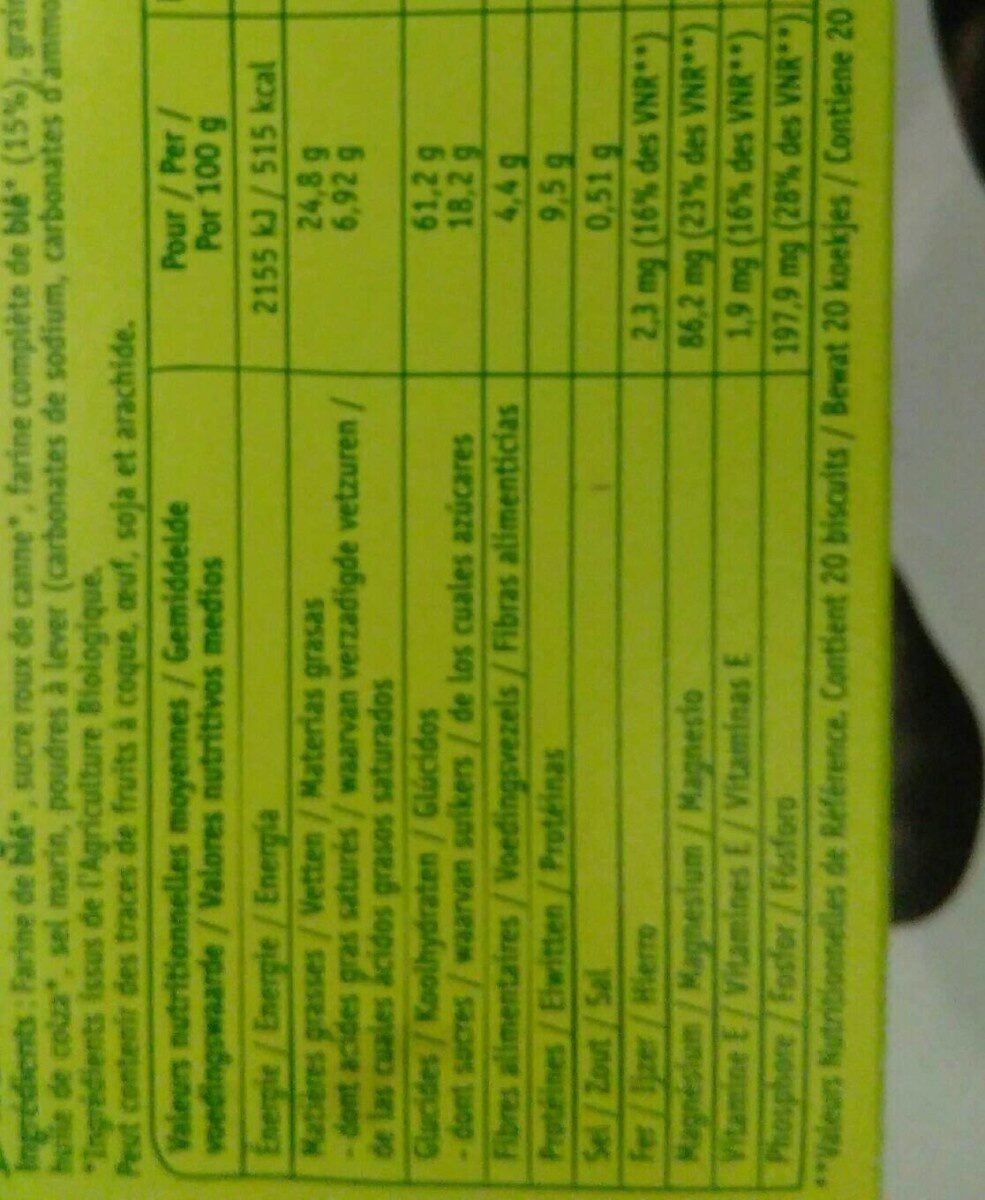 Ingrédients : Farine de blé*, sucre roux de canne*, farine complète de blé* (15%),
huile de colza*, sel marin, poudres à lever (carbonates de sodium, carbonates d'ammo
*Ingrédients issus de l'Agriculture Biologique.
Peut contenir des traces de fruits à coque, œuf, soja et arachide.
Valeurs nutritionnelles moyennes / Gemiddelde
voedingswaarde / Valores nutritivos medios
Pour / Per /
Por 100 g
Energie / Energie / Energia 2155 kJ / 515 kcal
Matières grasses / Vetten / Materias grasas 24,8 g
- dont acides gras saturés / waarvan verzadigde vetzuren / 6,92 g
de las cuales ácidos grasos saturados
Glucides / Koolhydraten / Glúcidos 61,2 g
- dont sucres / waarvan suikers / de los cuales azúcares 18,2 g
Fibres alimentaires / Voedingsvezels / Fibras alimenticias 4,4 g
Protéines / Eiwitten / Protéinas 9,5 g
Sel / Zout / Sal 0,51 g
Fer / Ijzer / Hiero 2,3 mg (16% des VNR**)
Magnésium / Magnesium / Magnesio 86,2 mg (23% des VNR**)
Vitamine E / Vitamines E / Vitaminas E 1,9 mg (16% des VNR**)
Phosphore / Fosfor / Fósforo 197,9 mg (28% des VNR**)
**Valeurs Nutritionnelles de Référence. Contient 20 biscuits / Bevat 20 koekjes / Contiene 20